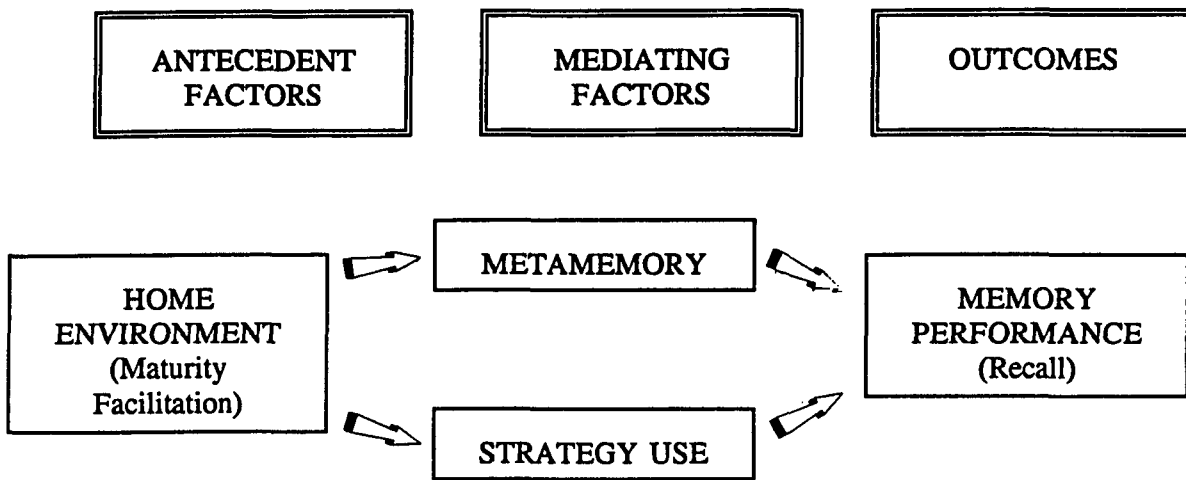 ANTECEDENT
FACTORS
MEDIATING
FACTORS
OUTCOMES
HOME
ENVIRONMENT
(Maturity
Facilitation)
METAMEMORY
STRATEGY USE
MEMORY
PERFORMANCE
(Recall)